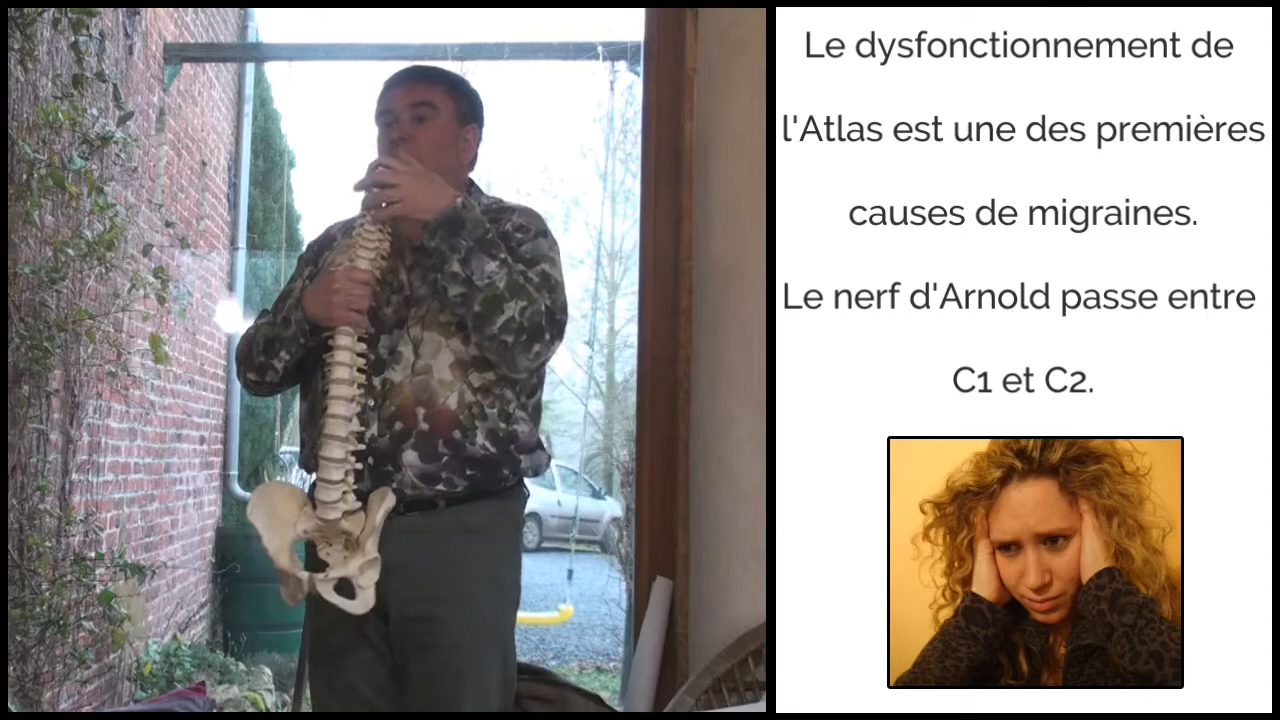 Le dysfonctionnement de
l'Atlas est une des premières
causes de migraines.
Le nerf d'Arnold passe entre
C1 et C2.